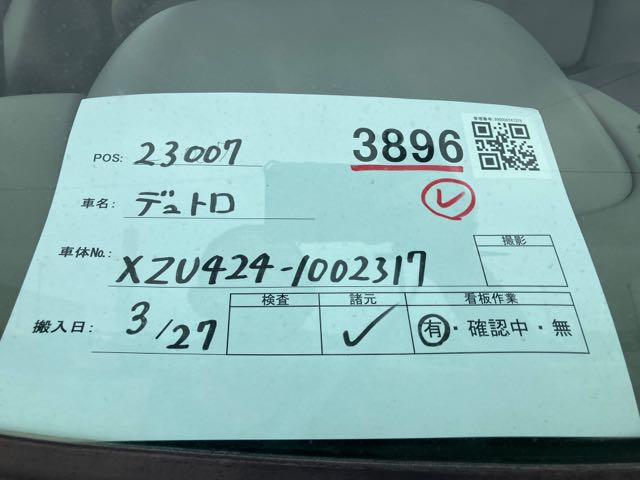 POS: 23007
3896
車名: デュトロ
車体No.: XZU424-1002317
撮影
搬入日: 3/27
検査 諸元 看板作業
✓ 有・確認中・無